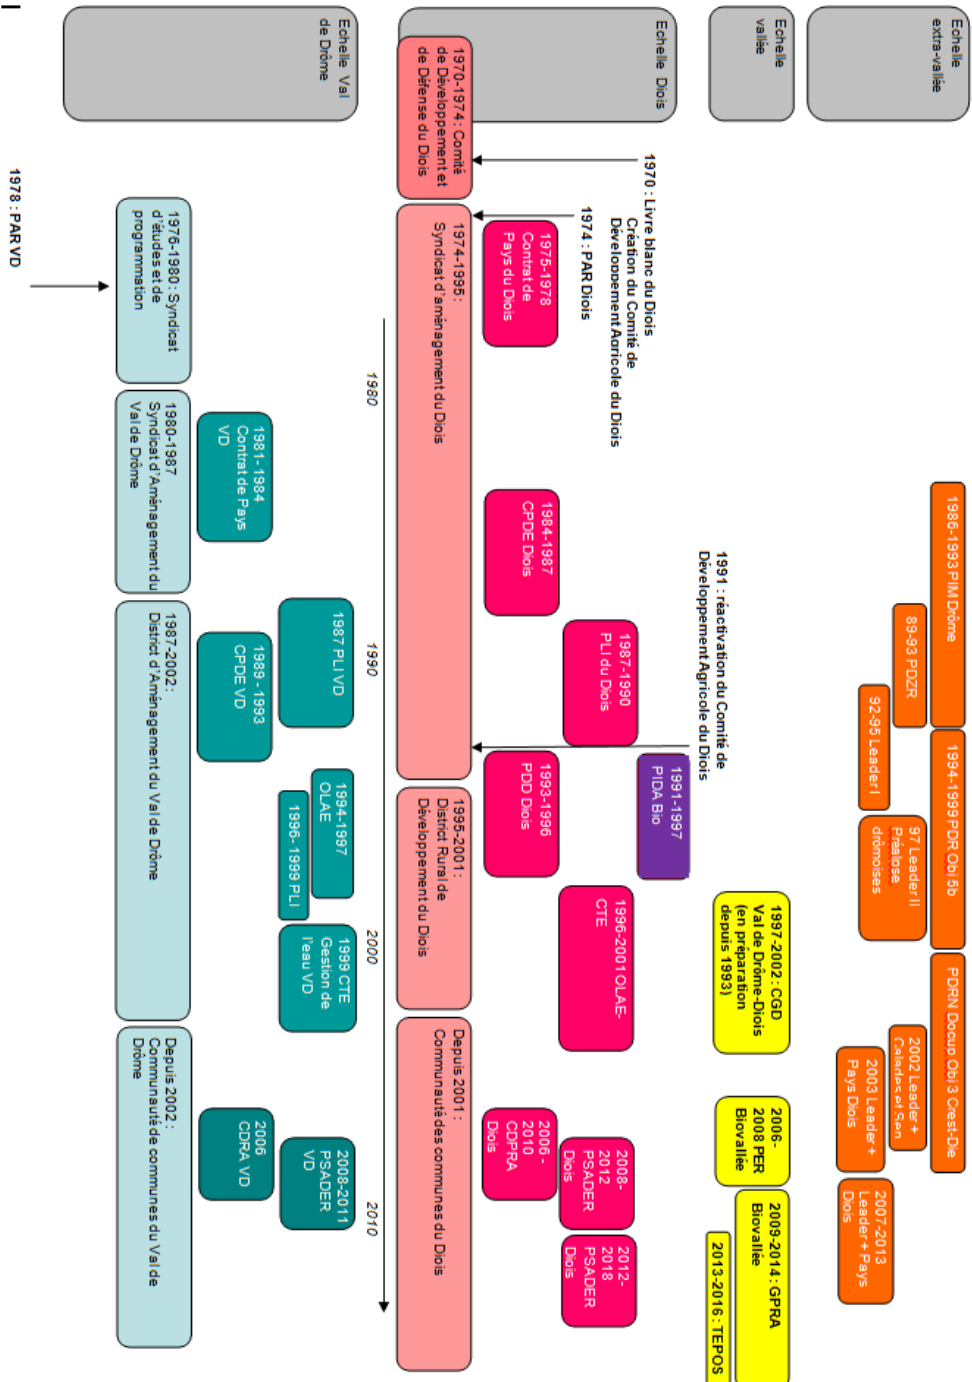 Echelle
extra-vallée
1986-1993 PIM Drôme
1994-1999 PDR Obj 5b
PDRN Docup Obj 3 Crest-Die
89-93 PDZR
2002 Leader +
92-95 Leader I
97 Leader II
Préalpse
drômoises
2003 Leader +
Pays Diois
2007-2013
Leader + Pays
Diois
Echelle
vallée
1997-2002 : CGD
Val de Drôme-Diois
(en préparation
depuis 1993)
2006-
2008 PER
Biovallée
2009-2014 : GPRA
Biovallée
2013-2016 : TEPOS
Echelle Diois
1970 : Livre blanc du Diois
Création du Comité de
Développement Agricole du Diois
1974 : PAR Diois
1991 : réactivation du Comité de
Développement Agricole du Diois
1991-1997
PIDA Bio
1987-1990
PLI du Diois
1996-2001 OLAE-
CTE
2008-
2012
PSADER
Diois
2012-
2018
PSADER
Diois
1975-1978
Contrat de
Pays du Diois
1984-1987
CPDE Diois
1993-1996
PDD Diois
2006 -
2010
CDPRA
Diois
1970-1974 : Comité
de Développement et
de Défense du Diois
1974-1995 :
Syndicat d'aménagement du Diois
1995-2001 :
District Rural de
Développement du Diois
Depuis 2001 :
Communauté des communes du Diois
1980
1990
2000
2010
Echelle Val
de Drôme
1987 PLI VD
1994-1997
OLAE
1996- 1999 PLI
1999 CTE
Gestion de
l'eau VD
2008-2011
PSADER
VD
1981- 1984
Contrat de Pays
VD
1989 - 1993
CPDE VD
2006
CDRA VD
1976-1980 : Syndicat
d'études et de
programmation
1980-1987
Syndicat d'Aménagement du
Val de Drôme
1987-2002 :
District d'Aménagement du Val de Drôme
Depuis 2002 :
Communauté de communes du Val de
Drôme
1978 : PAR VD